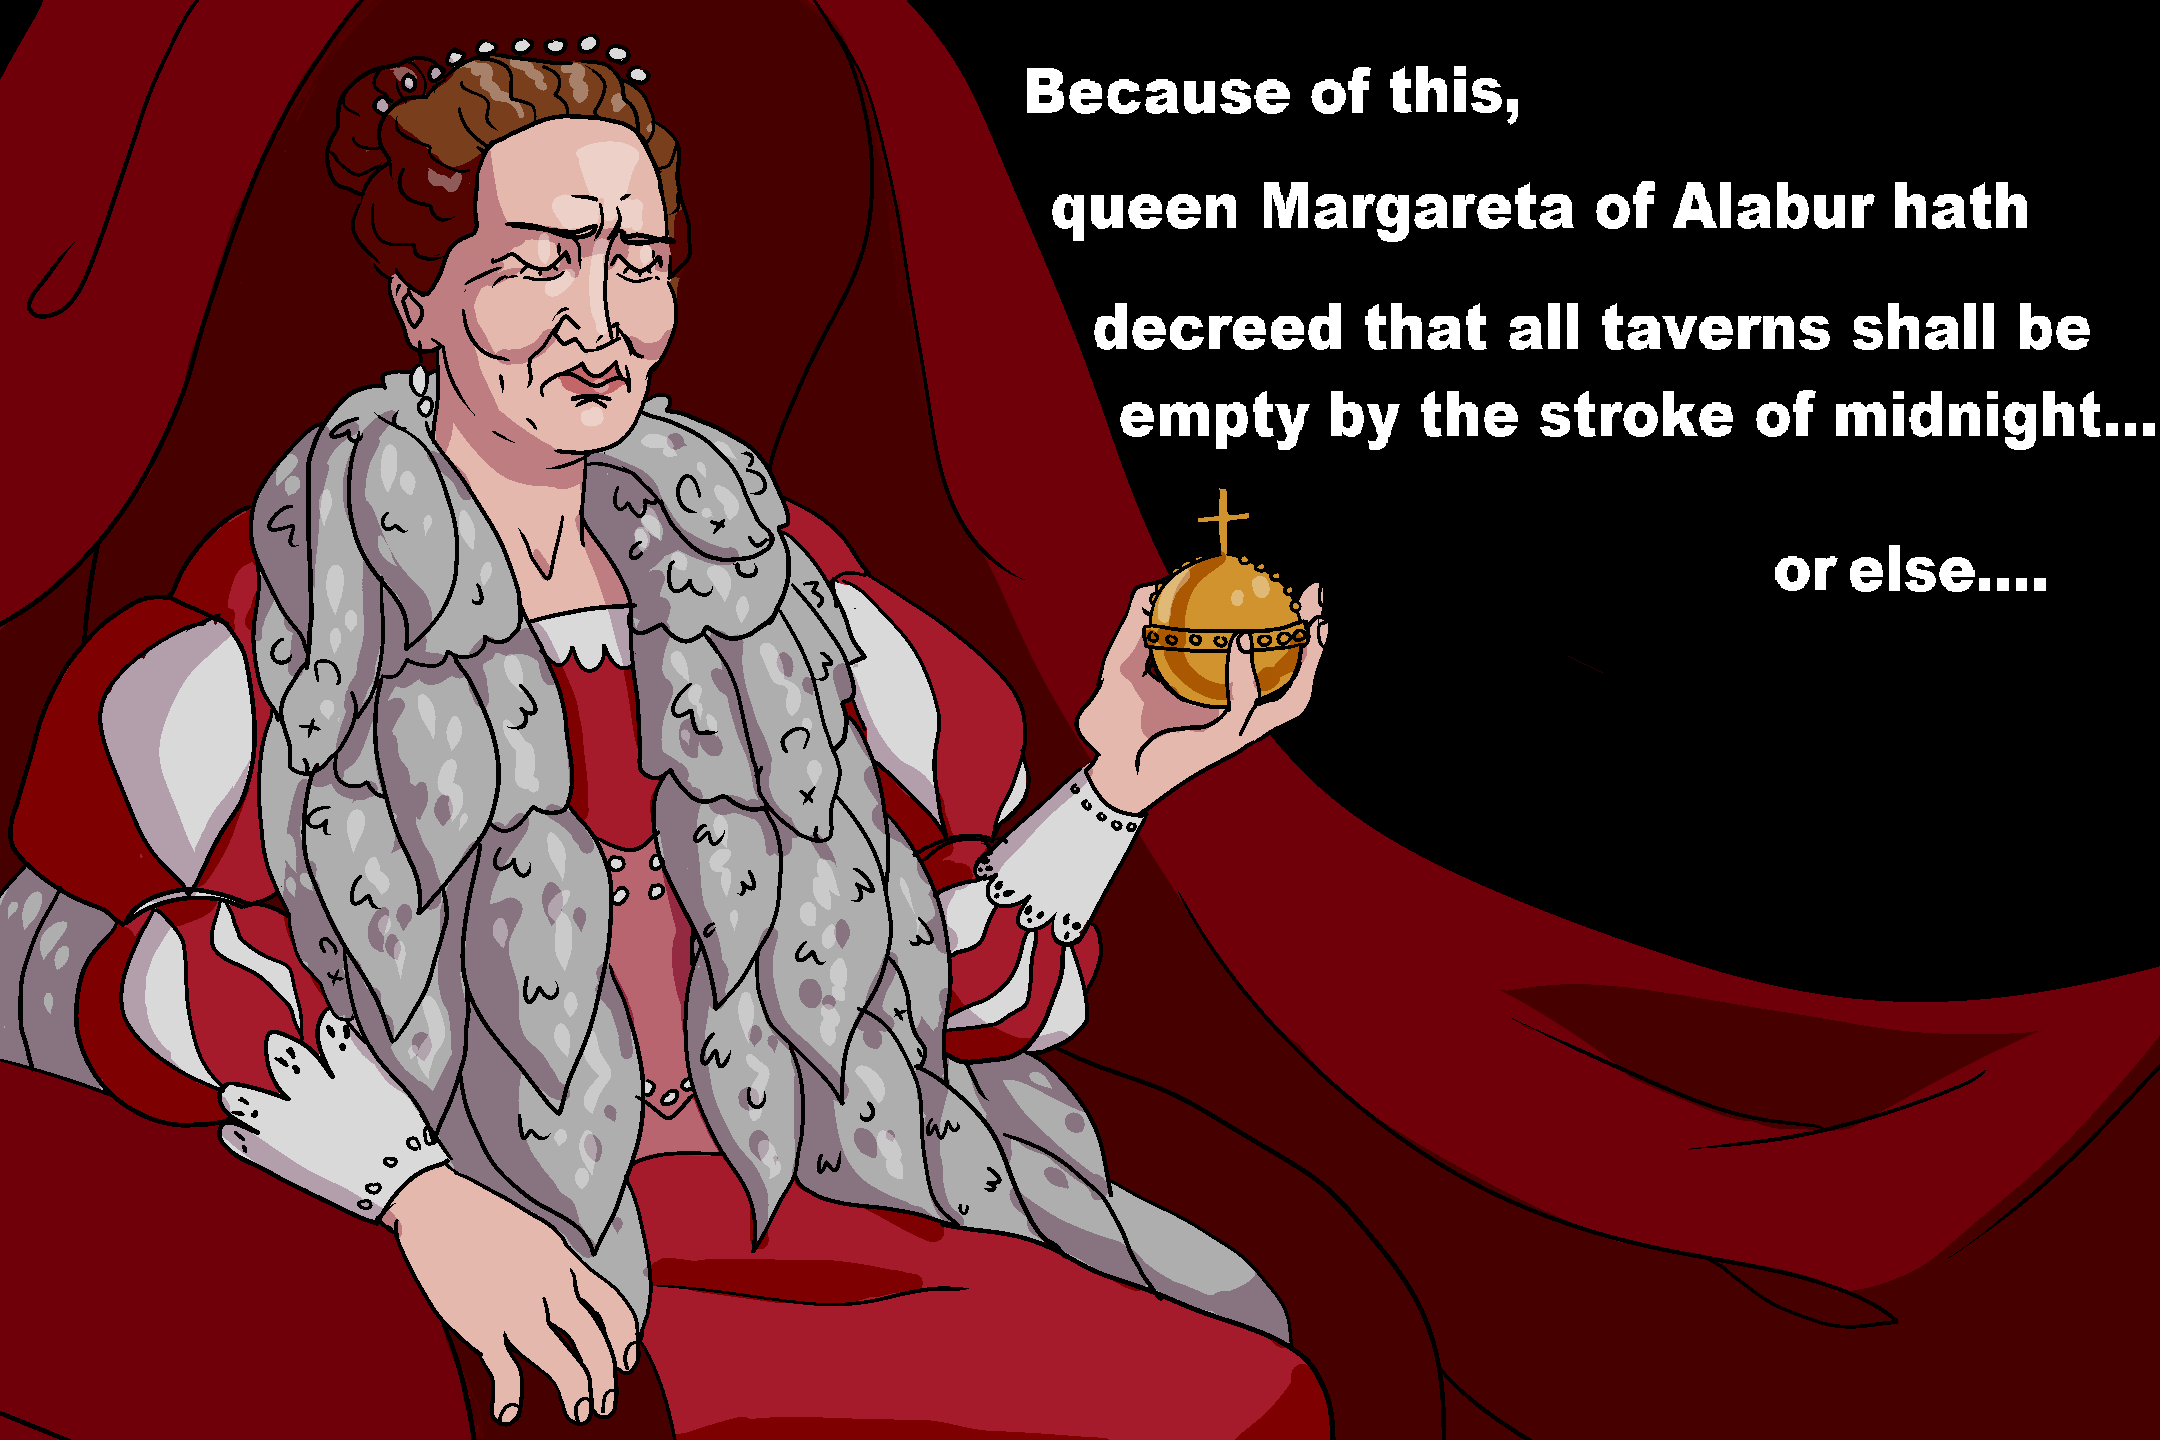 Because of this,
queen Margareta of Alabur hath
decreed that all taverns shall be
empty by the stroke of midnight...
or else....